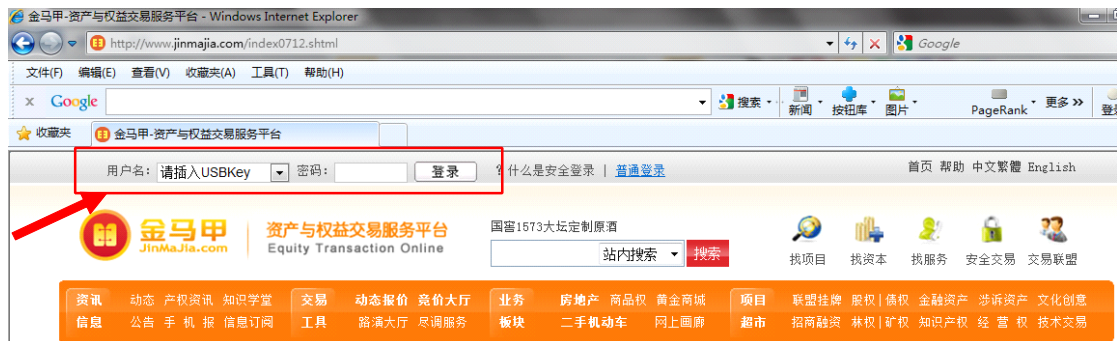 金马甲-资产与权益交易服务平台 - Windows Internet Explorer
http://www.jinmajia.com/index0712.shtml Google
文件(F) 编辑(E) 查看(V) 收藏夹(A) 工具(T) 帮助(H)
x Google 搜索 新闻 按钮库 图片 PageRank 更多 >>
收藏夹 金马甲-资产与权益交易服务平台
用户名: 请插入USBKey 密码: 登录 ?什么是安全登录 | 普通登录 首页 帮助 中文繁體 English
金马甲 资产与权益交易服务平台 国窖1573大坛定制原酒
JinMaJia.com Equity Transaction Online 站内搜索 搜索
找项目 找资本 找服务 安全交易 交易联盟
资讯 动态 产权资讯 知识学堂 交易 动态报价 竞价大厅 业务 房地产 商品权 黄金商城 项目 联盟挂牌 股权|债权 金融资产 涉诉资产 文化创意
信息 公告 手 机 报 信息订阅 工具 路演大厅 尽调服务 板块 二手机动车 网上画廊 超市 招商融资 林权|矿权 知识产权 经 营 权 技术交易